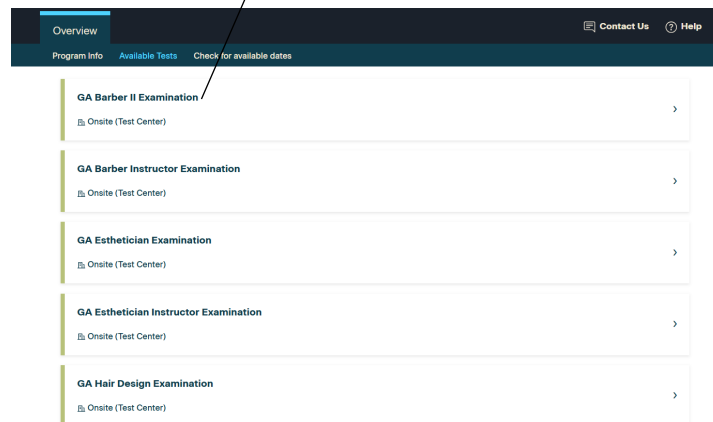 Overview
Contact Us
Help
Program Info Available Tests Check for available dates
GA Barber II Examination
Onsite (Test Center)
GA Barber Instructor Examination
Onsite (Test Center)
GA Esthetician Examination
Onsite (Test Center)
GA Esthetician Instructor Examination
Onsite (Test Center)
GA Hair Design Examination
Onsite (Test Center)